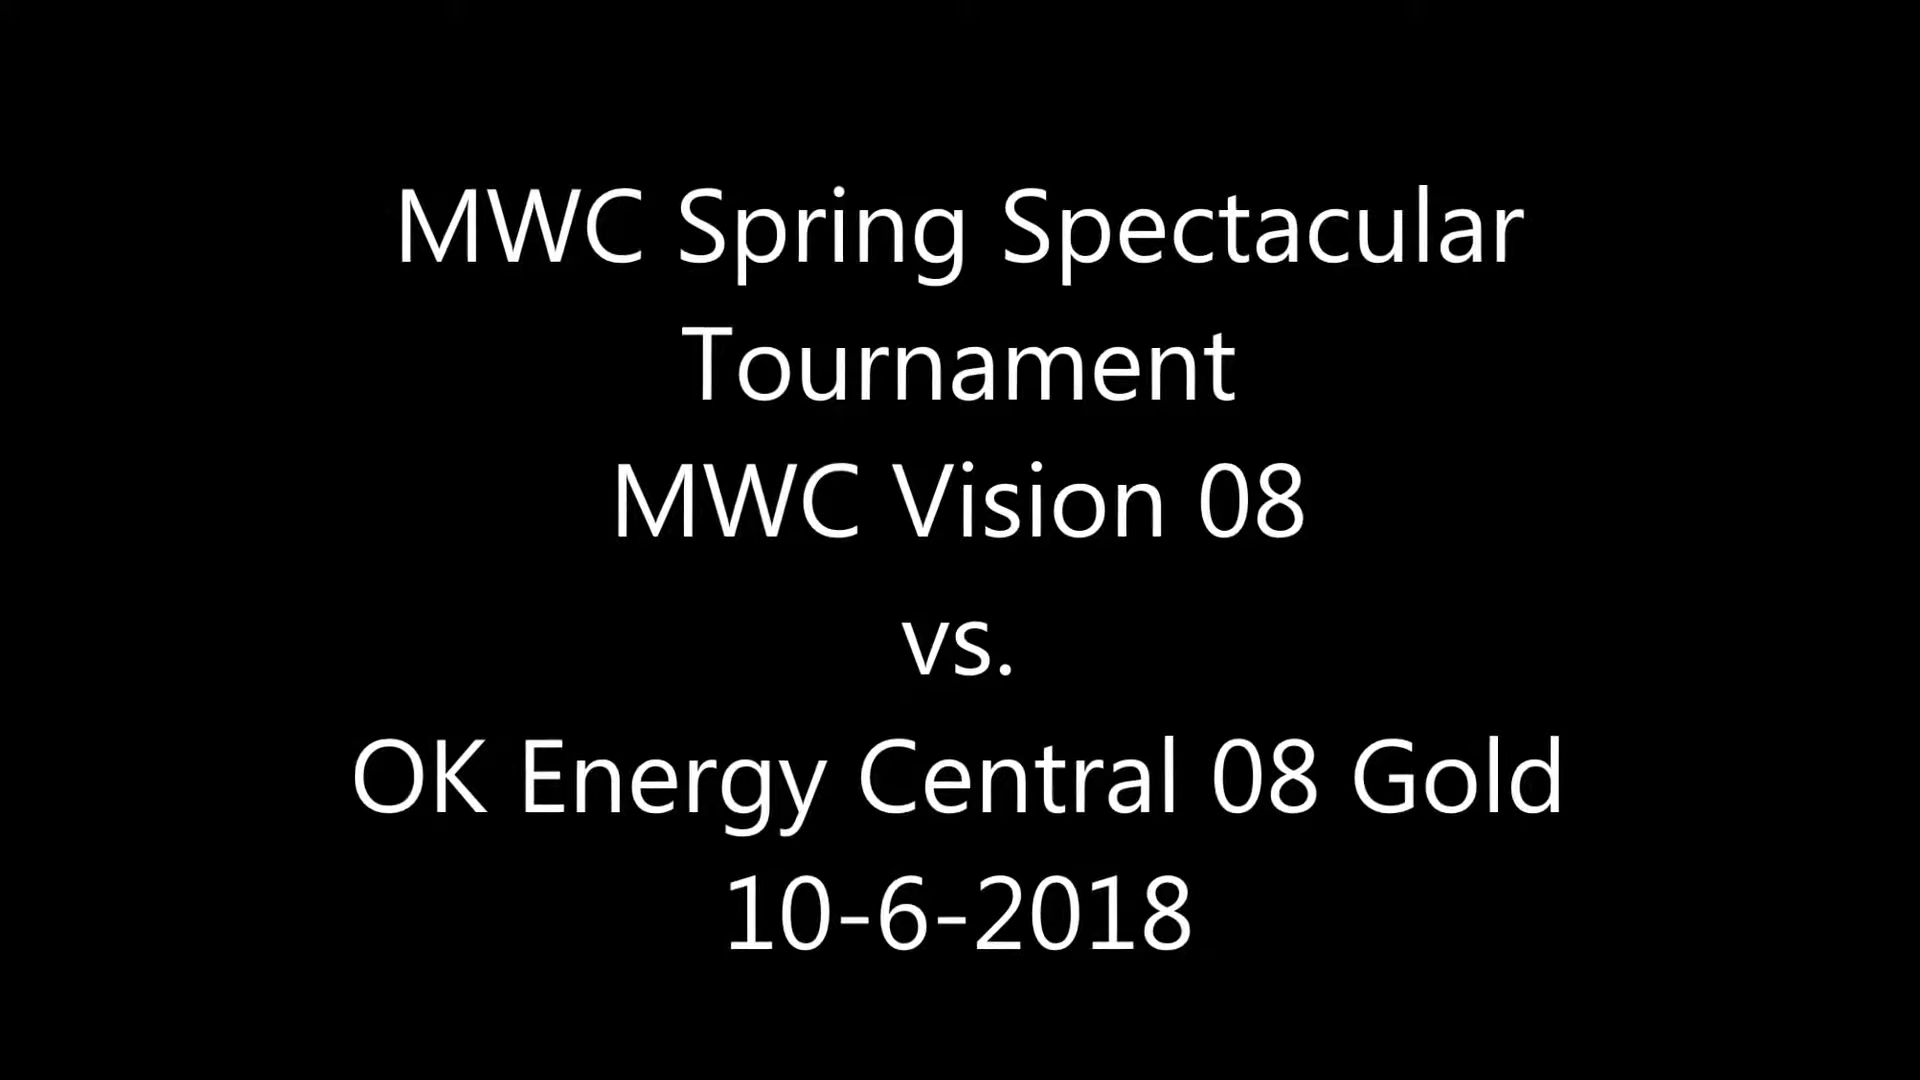 MWC Spring Spectacular
Tournament
MWC Vision 08
vs.
OK Energy Central 08 Gold
10-6-2018